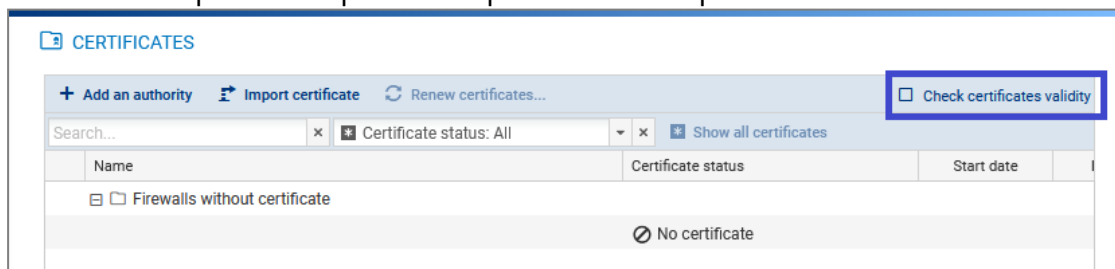 CERTIFICATES
+ Add an authority Import certificate Renew certificates... Check certificates validity
Search... × Certificate status: All × Show all certificates
Name Certificate status Start date
Firewalls without certificate
No certificate